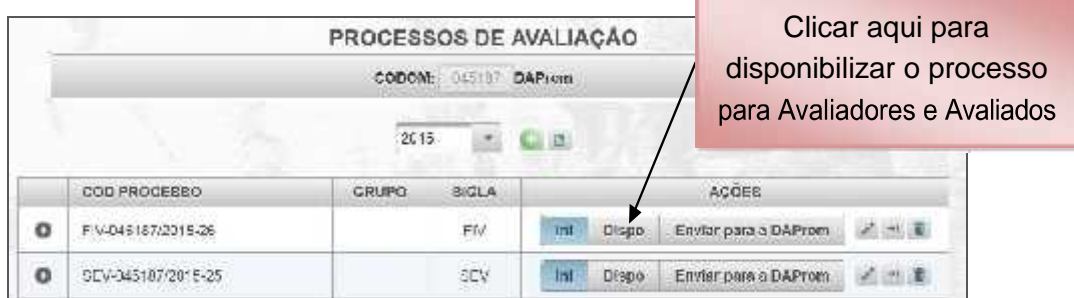 PROCESSOS DE AVALIAÇÃO
Clicar aqui para
disponibilizar o processo
para Avaliadores e Avaliados
CODOM: 045187 DAProm
2015
COD PROCESSO GRUPO SIGLA AÇÕES
FIV-045187/2015-26 FIV Ini Dispo Enviar para a DAProm
SEV-045187/2015-25 SEV Ini Dispo Enviar para a DAProm